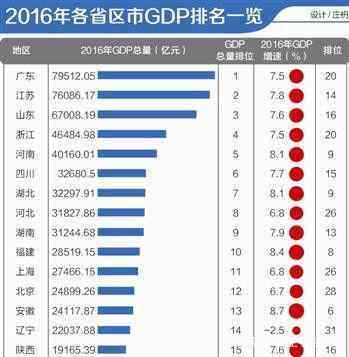 2016年各省区市GDP排名一览
设计/庄枬
地区 2016年GDP总量（亿元） GDP总量排位 2016年GDP增速（%） 排位
广东 79512.05 1 7.5 20
江苏 76086.17 2 7.8 14
山东 67008.19 3 7.6 16
浙江 46484.98 4 7.5 20
河南 40160.01 5 8.1 9
四川 32680.5 6 7.7 15
湖北 32297.91 7 8.1 9
河北 31827.86 8 6.8 26
湖南 31244.68 9 7.9 13
福建 28519.15 10 8.4 8
上海 27466.15 11 6.8 26
北京 24899.26 12 6.7 28
安徽 24117.87 13 8.7 6
辽宁 22037.88 14 -2.5 31
陕西 19165.39 15 7.6 16